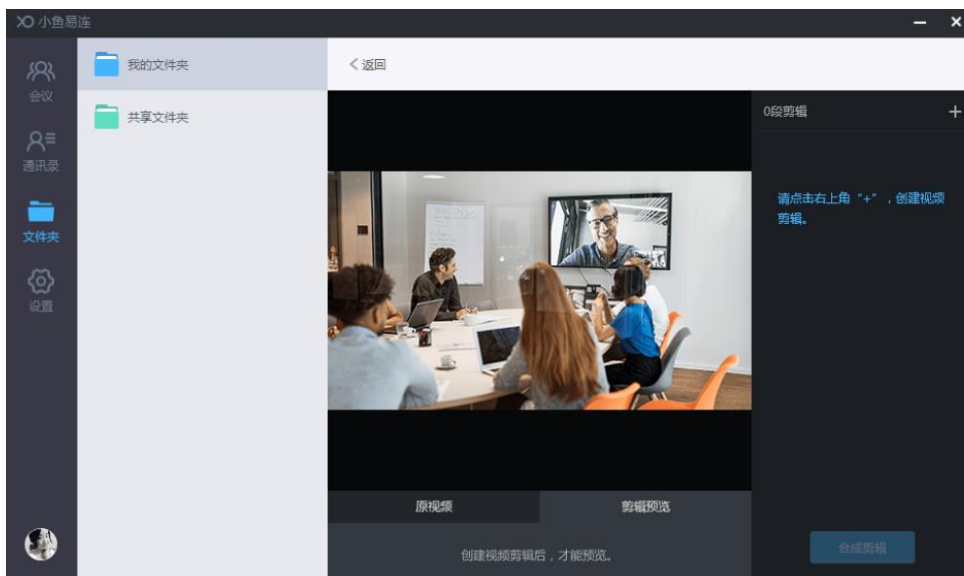 小鱼易连
会议
通讯录
文件夹
设置
我的文件夹
共享文件夹
返回
0段剪辑
请点击右上角“+”，创建视频
剪辑。
原视频
剪辑预览
创建视频剪辑后，才能预览。
合成剪辑